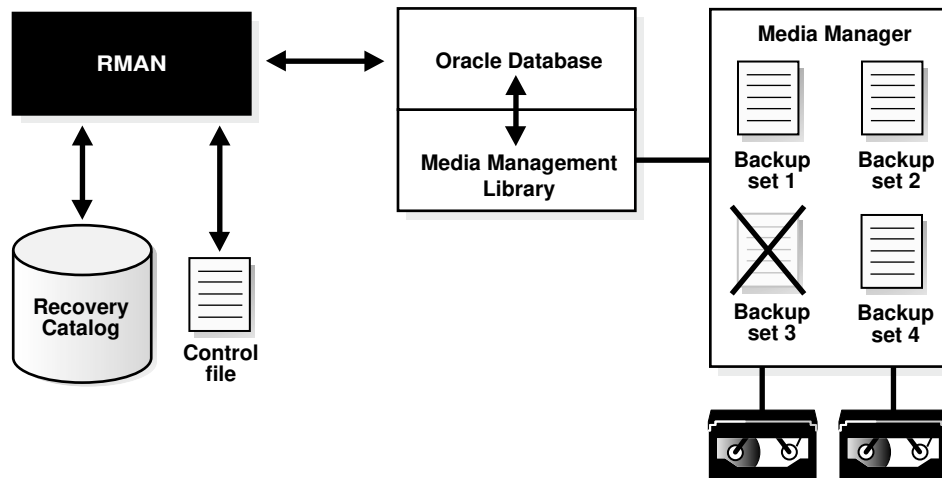 RMAN
Oracle Database
Media Management
Library
Media Manager
Backup
set 1
Backup
set 2
Backup
set 3
Backup
set 4
Recovery
Catalog
Control
file